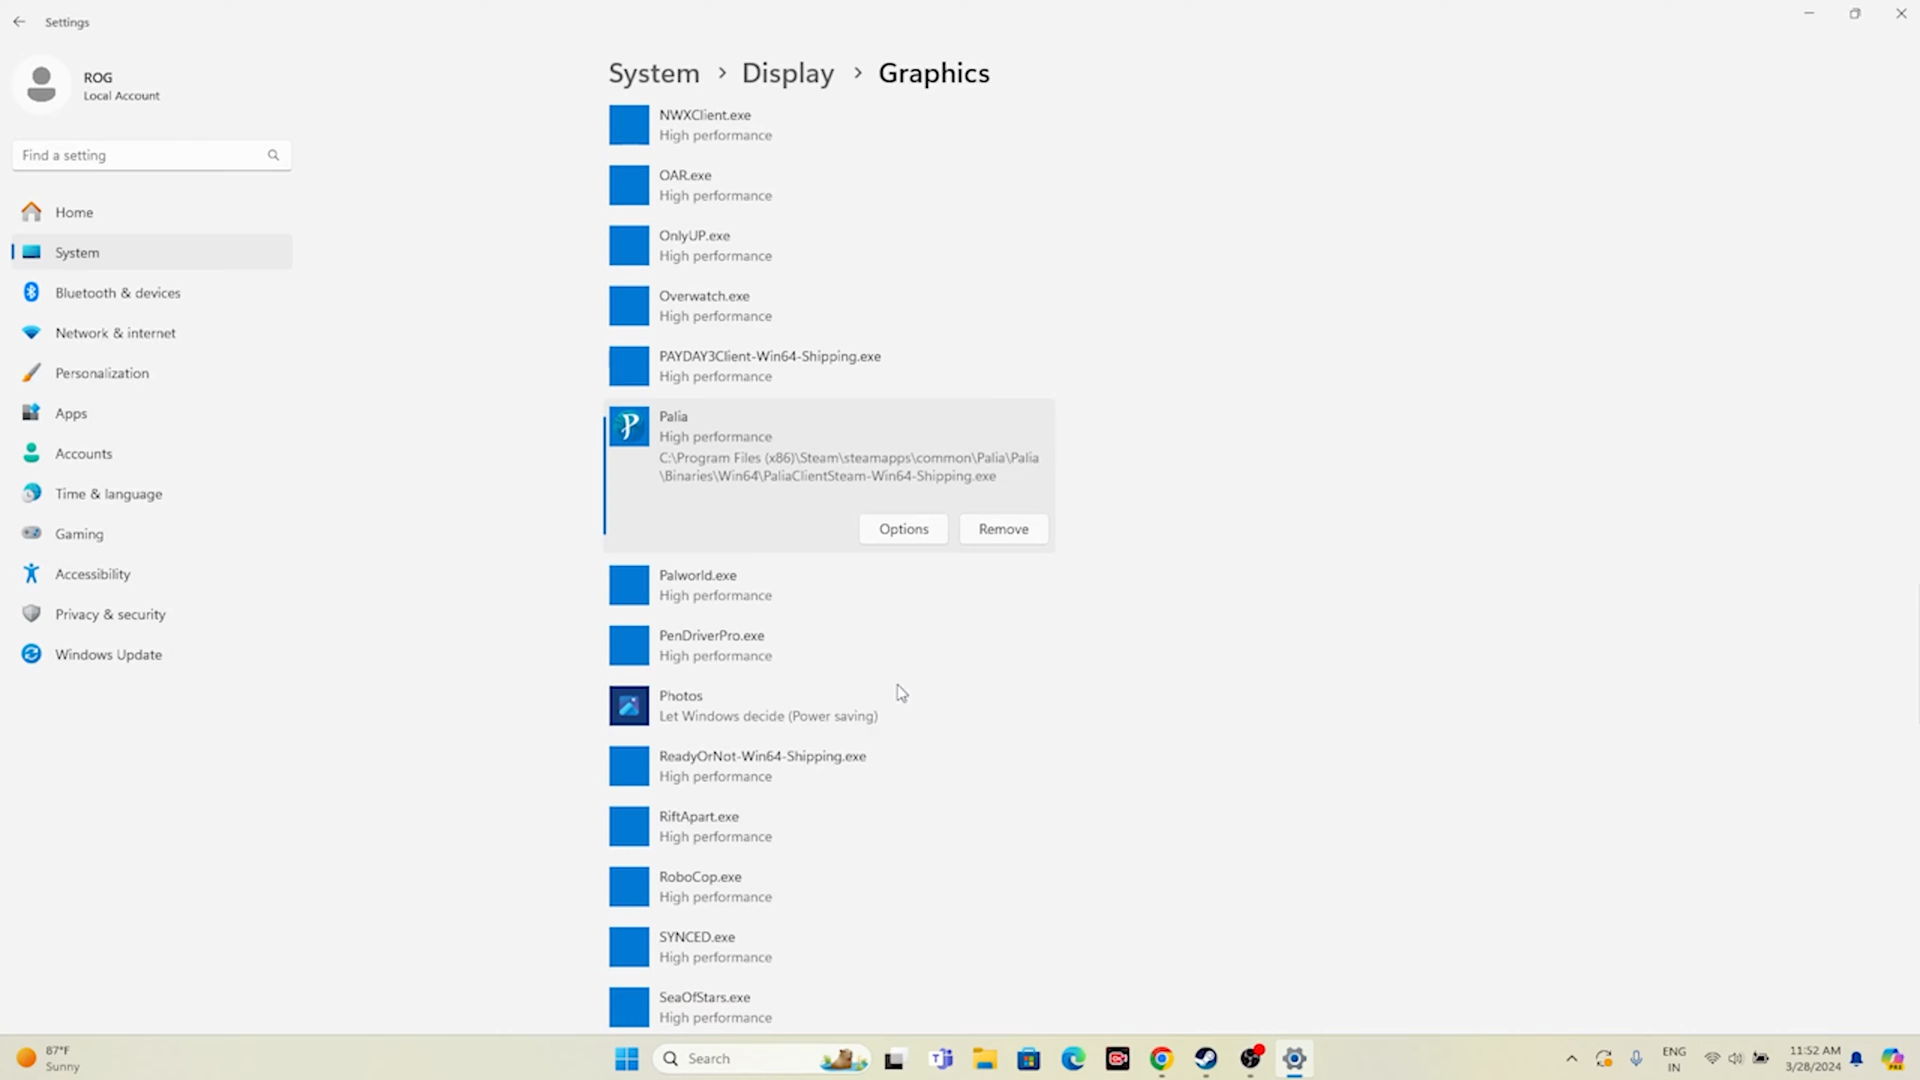 Settings
ROG
Local Account
Find a setting
Home
System
Bluetooth & devices
Network & internet
Personalization
Apps
Accounts
Time & language
Gaming
Accessibility
Privacy & security
Windows Update
System > Display > Graphics
NWXClient.exe
High performance
OAR.exe
High performance
OnlyUP.exe
High performance
Overwatch.exe
High performance
PAYDAY3Client-Win64-Shipping.exe
High performance
Palia
High performance
C:\Program Files (x86)\Steam\steamapps\common\Palia\Palia
\Binaries\Win64\PaliaClientSteam-Win64-Shipping.exe
Options
Remove
Palworld.exe
High performance
PenDriverPro.exe
High performance
Photos
Let Windows decide (Power saving)
ReadyOrNot-Win64-Shipping.exe
High performance
RiftApart.exe
High performance
RoboCop.exe
High performance
SYNCED.exe
High performance
SeaOfStars.exe
High performance
87°F
Sunny
Search
ENG
IN
11:52 AM
3/28/2024